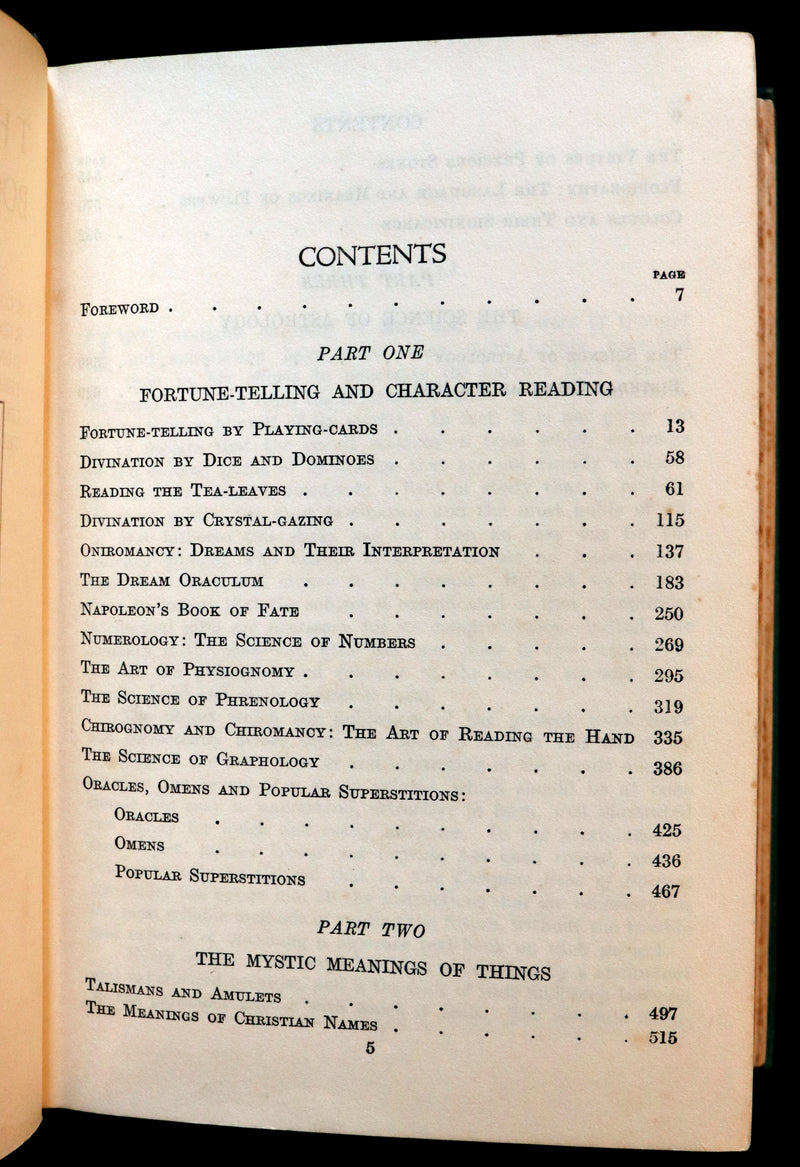 CONTENTS
PAGE
FOREWORD . . . . . . . . . . . 7
PART ONE
FORTUNE-TELLING AND CHARACTER READING
FORTUNE-TELLING BY PLAYING-CARDS . . . . . . 13
DIVINATION BY DICE AND DOMINOES . . . . . . 58
READING THE TEA-LEAVES . . . . . . . . 61
DIVINATION BY CRYSTAL-GAZING . . . . . . . 115
ONIROMANCY: DREAMS AND THEIR INTERPRETATION . . . 137
THE DREAM ORACULUM . . . . . . . . 183
NAPOLEON'S BOOK OF FATE . . . . . . . 250
NUMEROLOGY: THE SCIENCE OF NUMBERS . . . . . 269
THE ART OF PHYSIOGNOMY . . . . . . . . 295
THE SCIENCE OF PHRENOLOGY . . . . . . . 319
CHIROGNOMY AND CHIROMANCY: THE ART OF READING THE HAND 335
THE SCIENCE OF GRAPHOLOGY . . . . . . . 386
ORACLES, OMENS AND POPULAR SUPERSTITIONS:
ORACLES . . . . . . . . . . 425
OMENS . . . . . . . . . . 436
POPULAR SUPERSTITIONS . . . . . . . 467
PART TWO
THE MYSTIC MEANINGS OF THINGS
TALISMANS AND AMULETS . . . . . . . . 497
THE MEANINGS OF CHRISTIAN NAMES . . . . . . 515
5